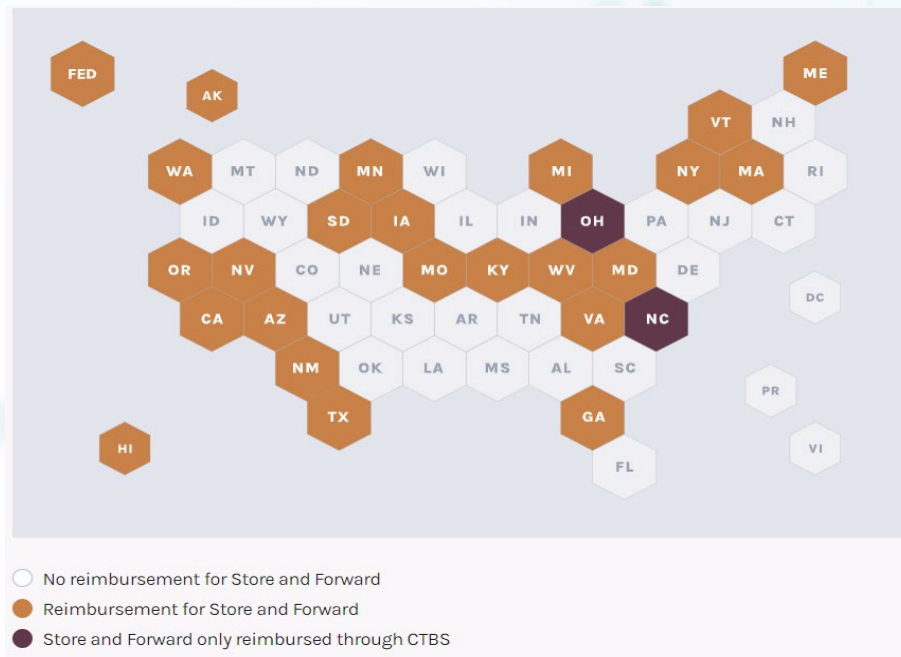 FED
AK
ME
VT NH
WA MT ND MN WI MI NY MA RI
ID WY SD IA IL IN OH PA NJ CT
OR NV CO NE MO KY WV MD DE
DC
CA AZ UT KS AR TN VA NC
NM OK LA MS AL SC
PR
TX GA
HI VI
FL
No reimbursement for Store and Forward
Reimbursement for Store and Forward
Store and Forward only reimbursed through CTBS